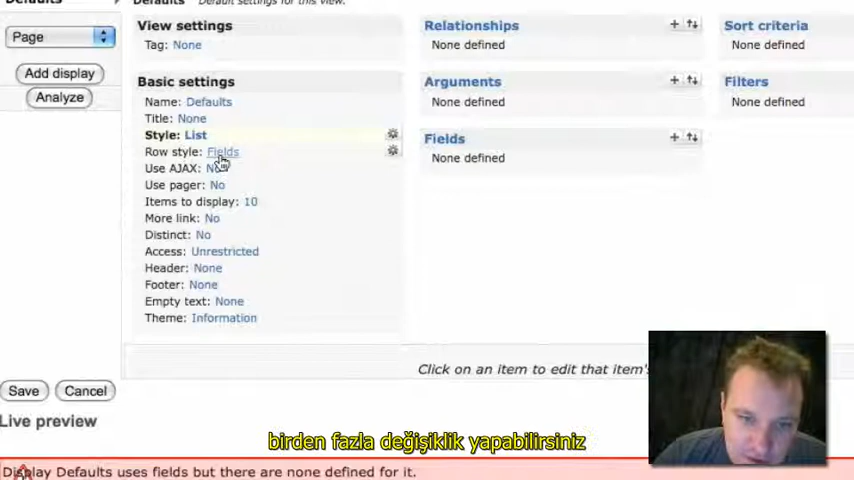 Defaults
Defaults Default settings for this view.
Page
Add display
Analyze
View settings
Tag: None
Basic settings
Name: Defaults
Title: None
Style: List
Row style: Fields
Use AJAX: No
Use pager: No
Items to display: 10
More link: No
Distinct: No
Access: Unrestricted
Header: None
Footer: None
Empty text: None
Theme: Information
Relationships
None defined
Arguments
None defined
Fields
None defined
Sort criteria
None defined
Filters
None defined
Click on an item to edit that item's
Save
Cancel
Live preview
birden fazla değişiklik yapabilirsiniz
Display Defaults uses fields but there are none defined for it.